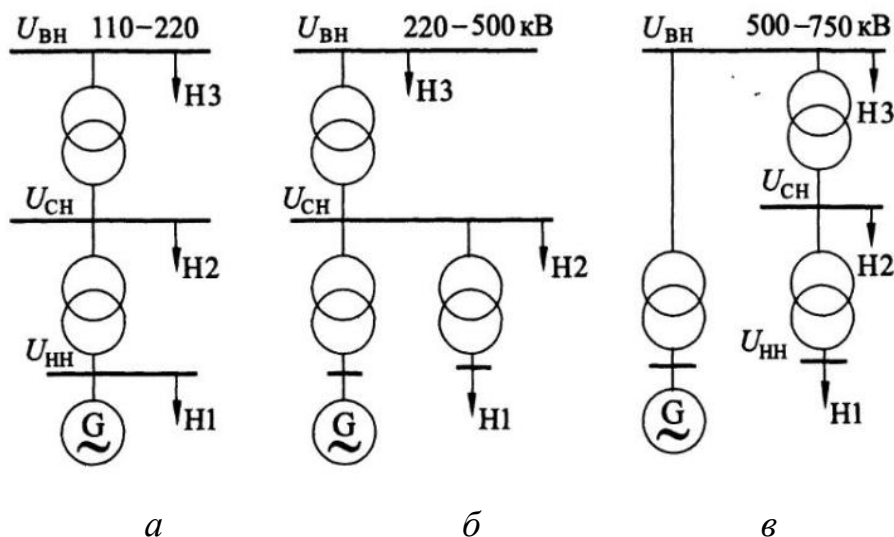 U_ВН 110–220
U_ВН 220–500 кВ
U_ВН 500–750 кВ
Н3
Н3
Н3
U_СН
U_СН
U_СН
Н2
Н2
Н2
U_НН
U_НН
Н1
Н1
Н1
G
~
G
~
G
~
а б в